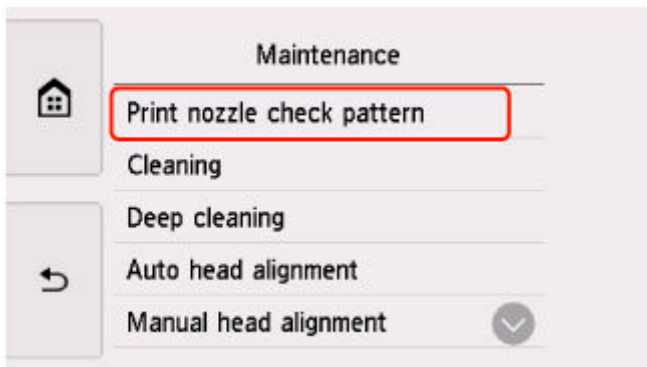 Maintenance
Print nozzle check pattern
Cleaning
Deep cleaning
Auto head alignment
Manual head alignment